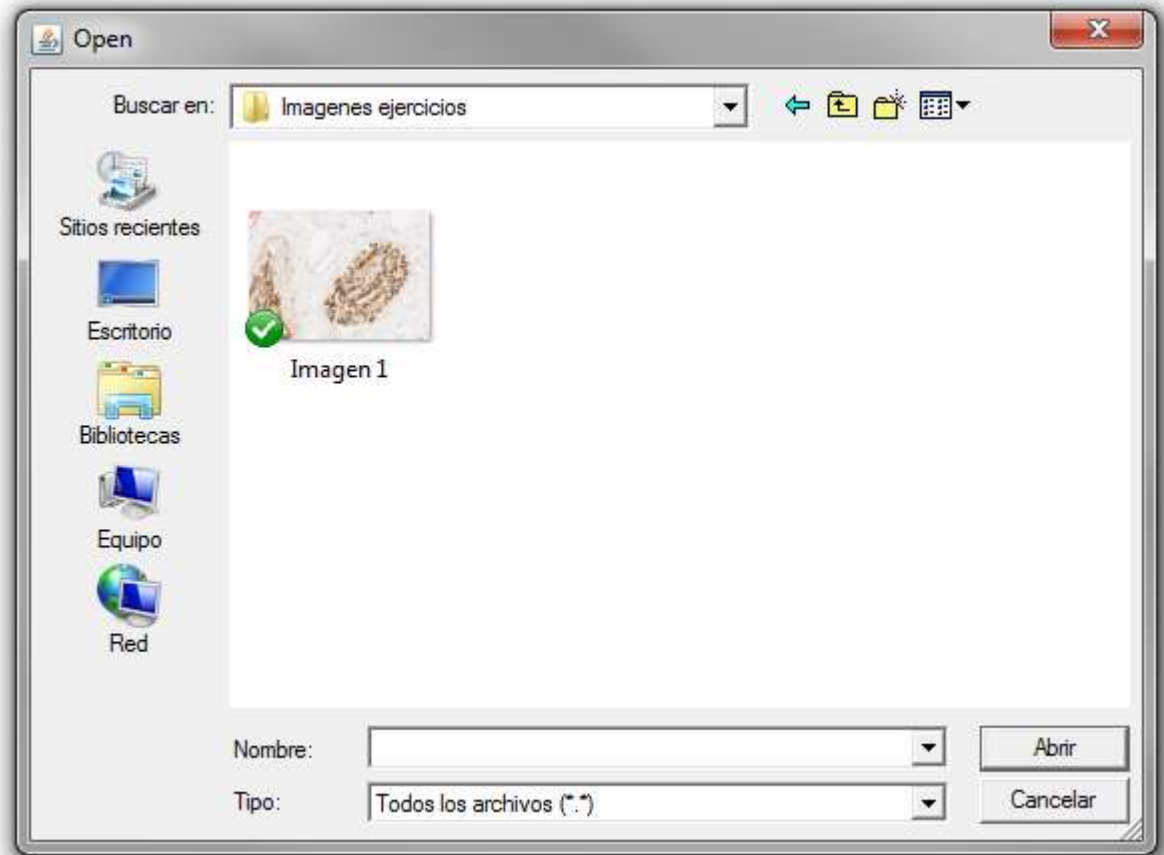 Open
Buscar en: Imagenes ejercicios
Sitios recientes
Escritorio
Bibliotecas
Equipo
Red
Imagen 1
Nombre:
Abrir
Tipo: Todos los archivos (*.*)
Cancelar